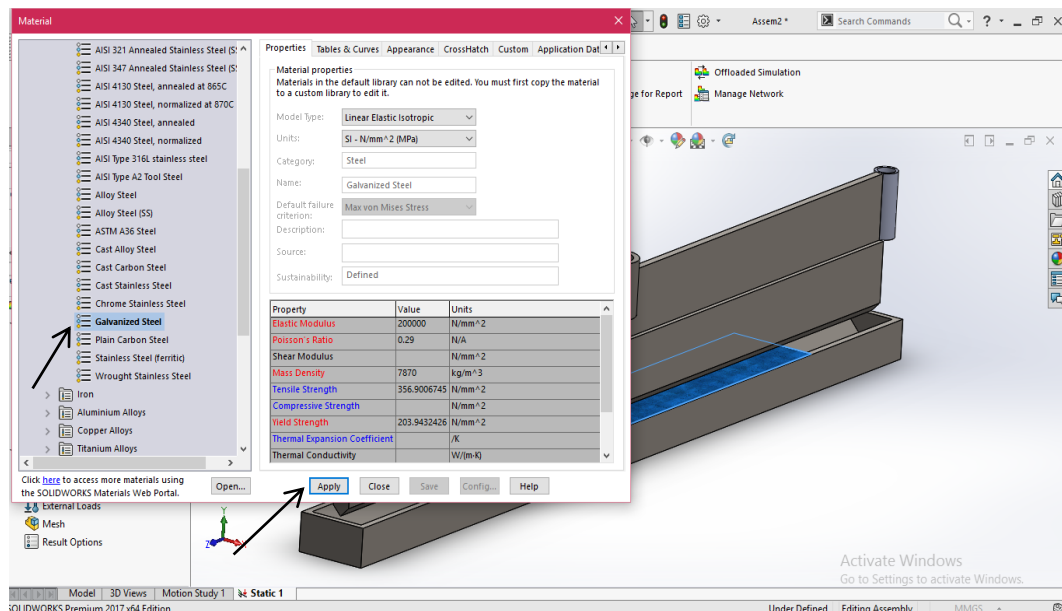 Material
Assem2 *
Search Commands
?
AISI 321 Annealed Stainless Steel (S
AISI 347 Annealed Stainless Steel (S
AISI 4130 Steel, annealed at 865C
AISI 4130 Steel, normalized at 870C
AISI 4340 Steel, annealed
AISI 4340 Steel, normalized
AISI Type 316L stainless steel
AISI Type A2 Tool Steel
Alloy Steel
Alloy Steel (SS)
ASTM A36 Steel
Cast Alloy Steel
Cast Carbon Steel
Cast Stainless Steel
Chrome Stainless Steel
Galvanized Steel
Plain Carbon Steel
Stainless Steel (ferritic)
Wrought Stainless Steel
Iron
Aluminium Alloys
Copper Alloys
Titanium Alloys
Click here to access more materials using
the SOLIDWORKS Materials Web Portal.
Open...
Properties Tables & Curves Appearance CrossHatch Custom Application Dat
Material properties
Materials in the default library can not be edited. You must first copy the material
to a custom library to edit it.
Model Type: Linear Elastic Isotropic
Units: SI - N/mm^2 (MPa)
Category: Steel
Name: Galvanized Steel
Default failure
criterion: Max von Mises Stress
Description:
Source:
Sustainability: Defined
Property Value Units
Elastic Modulus 200000 N/mm^2
Poisson's Ratio 0.29 N/A
Shear Modulus N/mm^2
Mass Density 7870 kg/m^3
Tensile Strength 356.9006745 N/mm^2
Compressive Strength N/mm^2
Yield Strength 203.9432426 N/mm^2
Thermal Expansion Coefficient /K
Thermal Conductivity W/(m·K)
Apply Close Save Config... Help
Offloaded Simulation
ge for Report Manage Network
External Loads
Mesh
Result Options
Y
Z
Activate Windows
Go to Settings to activate Windows.
Model 3D Views Motion Study 1 Static 1
SOLIDWORKS Premium 2017 x64 Edition
Under Defined Editing Assembly MMGS